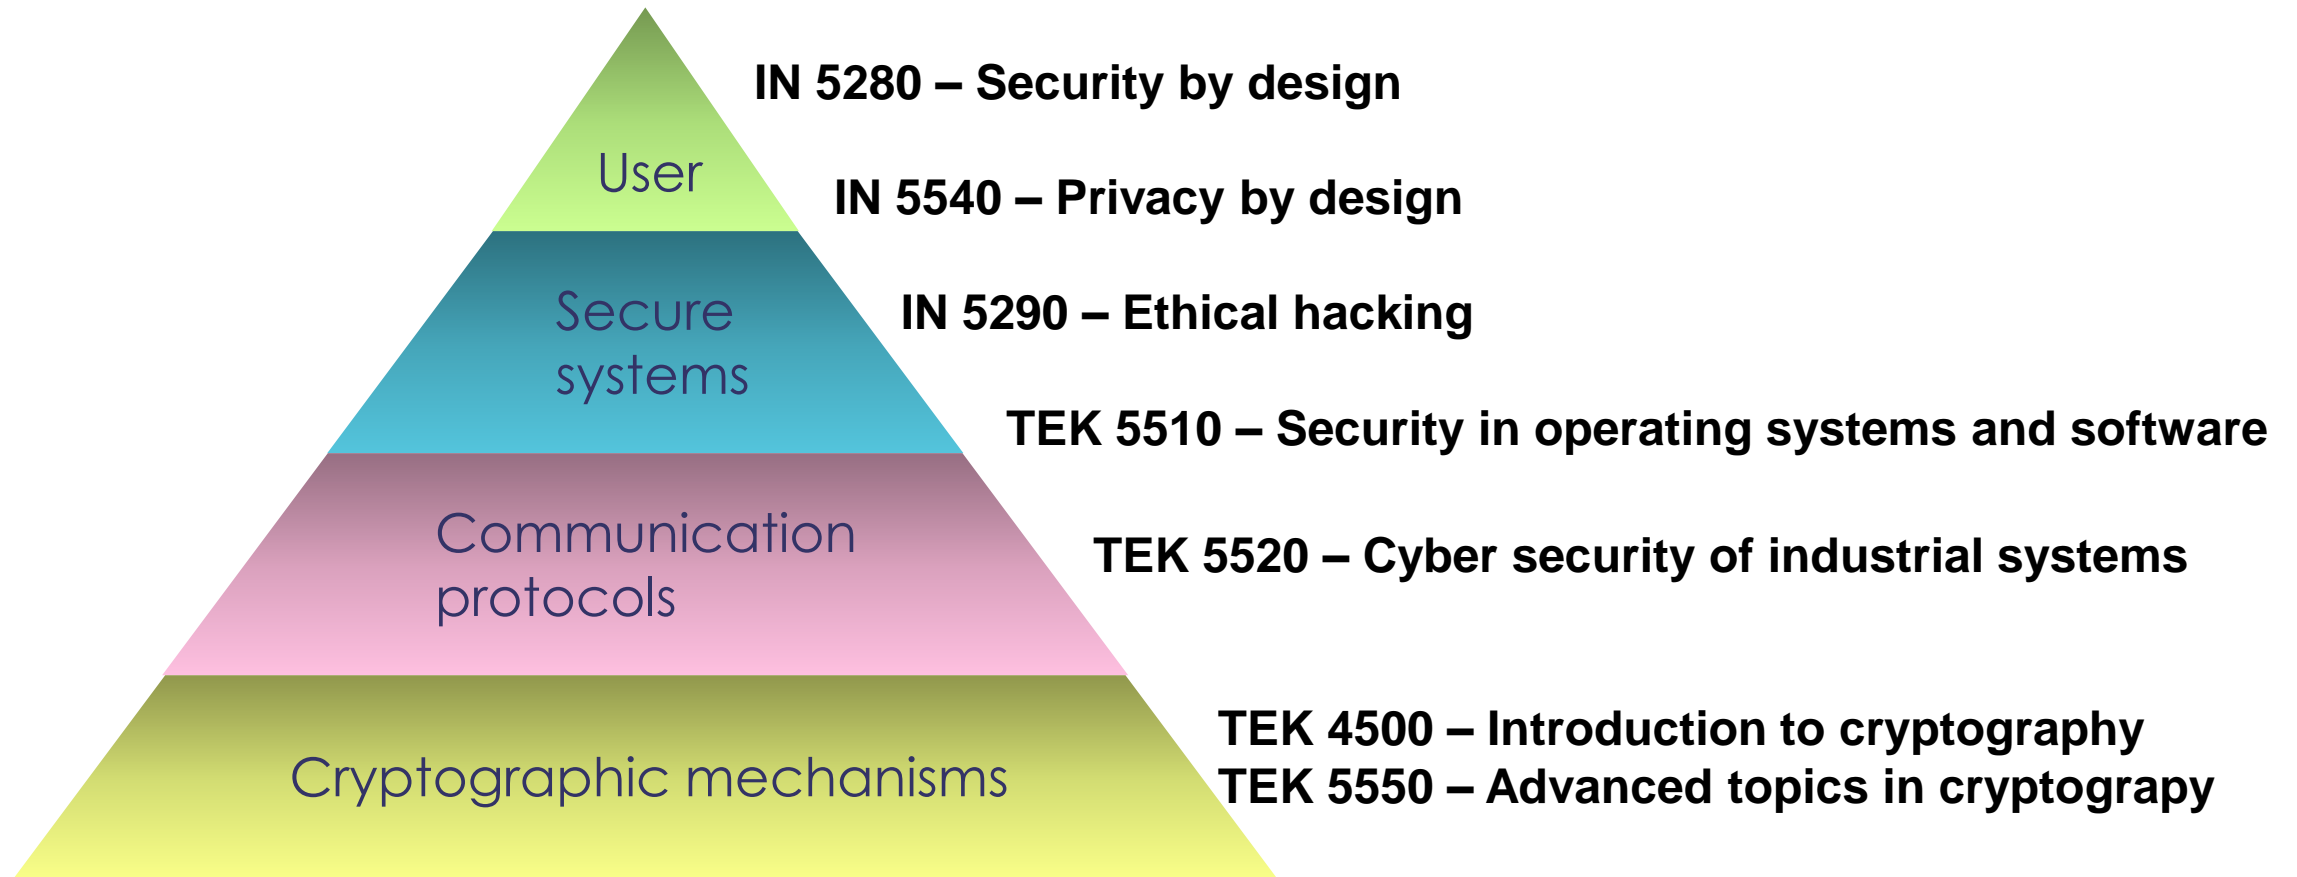 IN 5280 – Security by design
User
IN 5540 – Privacy by design
Secure
systems
IN 5290 – Ethical hacking
TEK 5510 – Security in operating systems and software
Communication
protocols
TEK 5520 – Cyber security of industrial systems
Cryptographic mechanisms
TEK 4500 – Introduction to cryptography
TEK 5550 – Advanced topics in cryptograpy